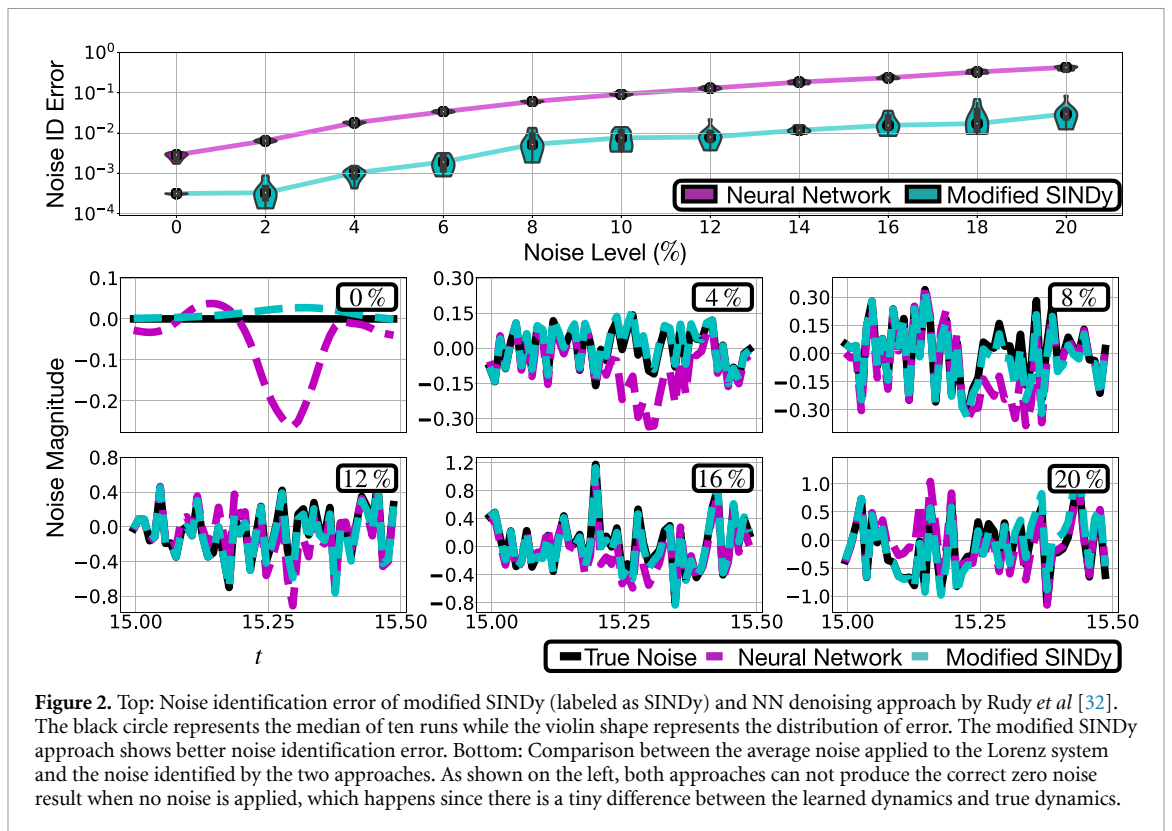 Noise ID Error
10⁰
10⁻¹
10⁻²
10⁻³
10⁻⁴
Neural Network Modified SINDy
0 2 4 6 8 10 12 14 16 18 20
Noise Level (%)
Noise Magnitude
0.1
0.0
−0.1
−0.2
0 %
0.30
0.15
0.00
−0.15
−0.30
4 %
0.30
0.15
0.00
−0.15
−0.30
8 %
0.8
0.4
0.0
−0.4
−0.8
12 %
15.00 15.25 15.50
t
1.2
0.8
0.4
0.0
−0.4
−0.8
16 %
15.00 15.25 15.50
1.0
0.5
0.0
−0.5
−1.0
20 %
15.00 15.25 15.50
True Noise Neural Network Modified SINDy
Figure 2. Top: Noise identification error of modified SINDy (labeled as SINDy) and NN denoising approach by Rudy et al [32].
The black circle represents the median of ten runs while the violin shape represents the distribution of error. The modified SINDy
approach shows better noise identification error. Bottom: Comparison between the average noise applied to the Lorenz system
and the noise identified by the two approaches. As shown on the left, both approaches can not produce the correct zero noise
result when no noise is applied, which happens since there is a tiny difference between the learned dynamics and true dynamics.